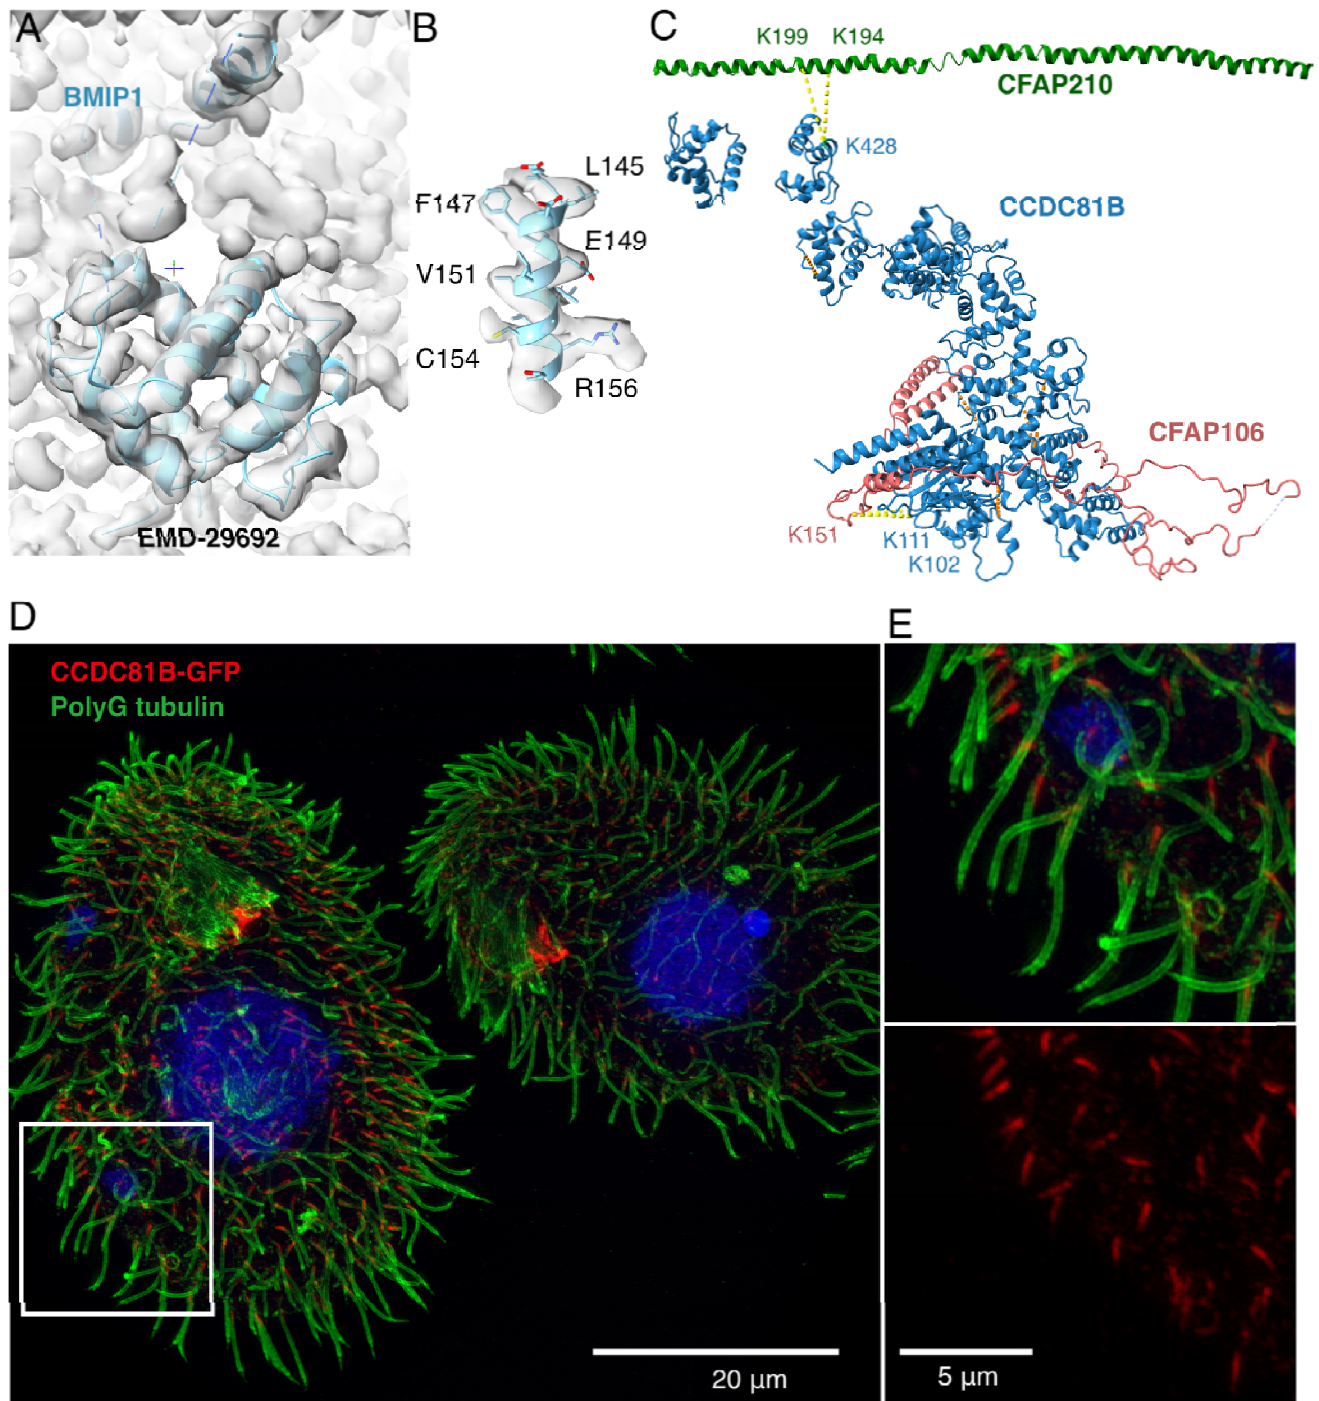 A
BMIP1
EMD-29692
B
L145
F147
E149
V151
C154
R156
C
K199
K194
CFAP210
K428
CCDC81B
CFAP106
K151
K111
K102
D
CCDC81B-GFP
PolyG tubulin
20 μm
E
5 μm